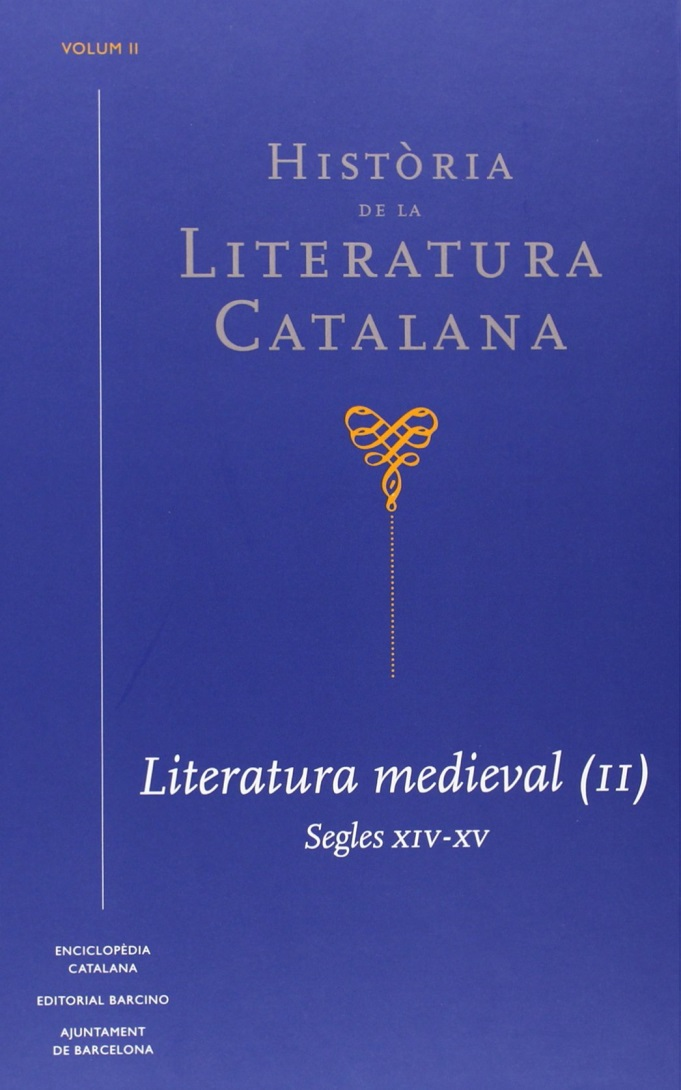 VOLUM II
HISTÒRIA
DE LA
LITERATURA
CATALANA
Literatura medieval (II)
Segles XIV-XV
ENCICLOPÈDIA
CATALANA
EDITORIAL BARCINO
AJUNTAMENT
DE BARCELONA